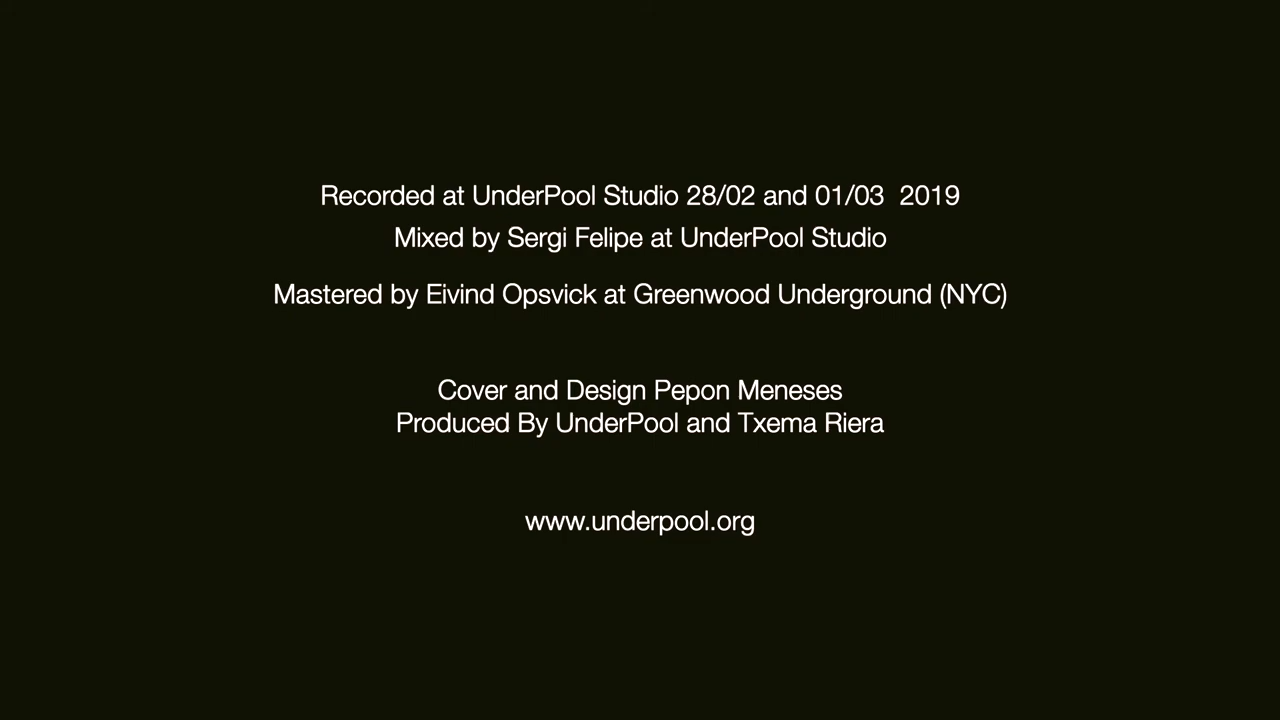 Recorded at UnderPool Studio 28/02 and 01/03  2019
Mixed by Sergi Felipe at UnderPool Studio
Mastered by Eivind Opsvick at Greenwood Underground (NYC)
Cover and Design Pepon Meneses
Produced By UnderPool and Txema Riera
www.underpool.org